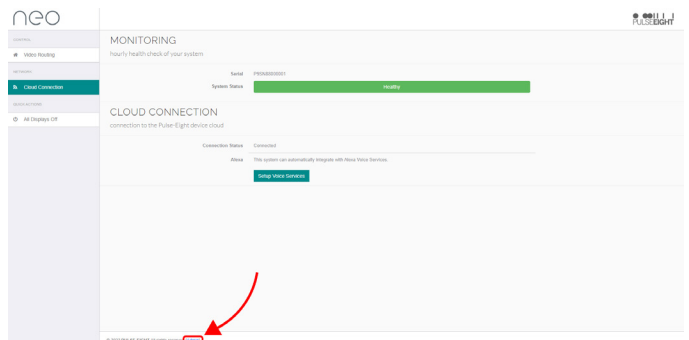 neo
PULSEEIGHT
CONTROL
Video Routing
NETWORK
Cloud Connection
QUICK ACTIONS
All Displays Off
MONITORING
hourly health check of your system
Serial
System Status
Healthy
CLOUD CONNECTION
connection to the Pulse-Eight device cloud
Connection Status Connected
Alexa This system can automatically integrate with Alexa Voice Services
Setup Voice Services